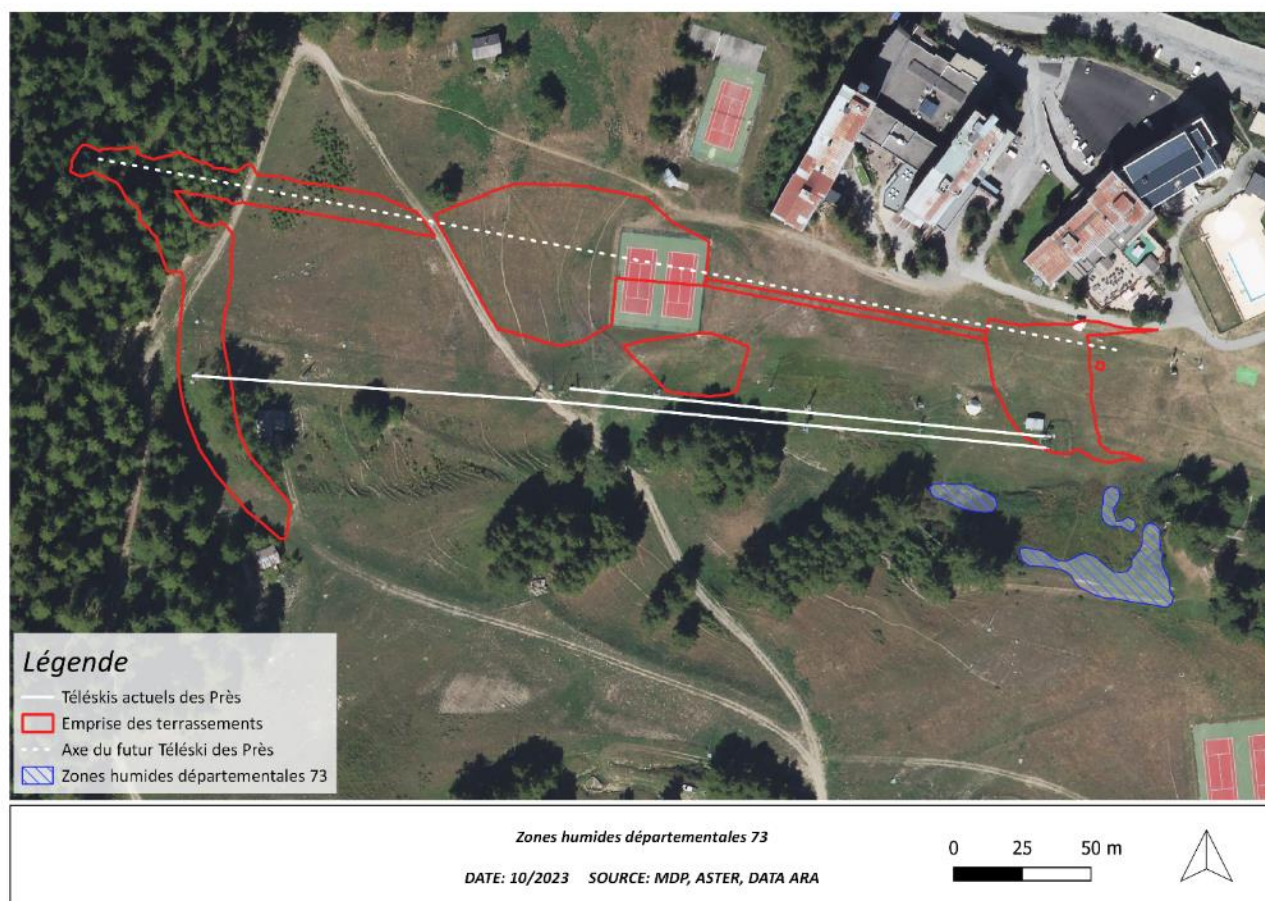 Légende
Téléskis actuels des Près
Emprise des terrassements
Axe du futur Téléski des Près
Zones humides départementales 73
Zones humides départementales 73
DATE: 10/2023 SOURCE: MDP, ASTER, DATA ARA
0 25 50 m